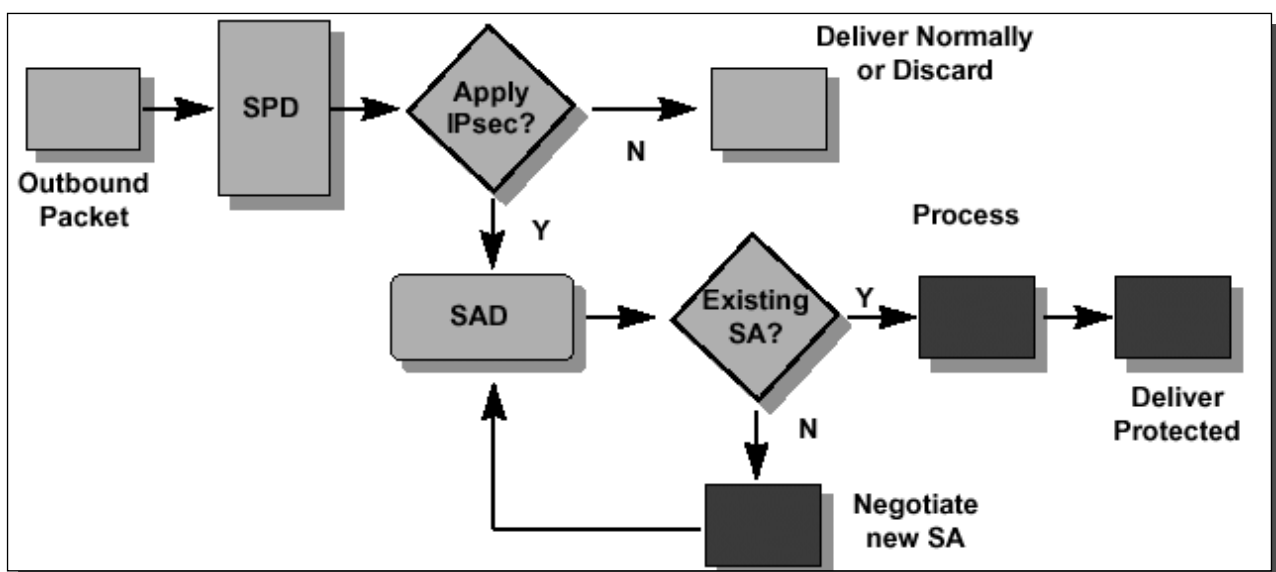 Deliver Normally
or Discard
SPD
Apply
IPsec?
N
Outbound
Packet
Y
Process
SAD
Existing
SA?
Y
Deliver
Protected
N
Negotiate
new SA